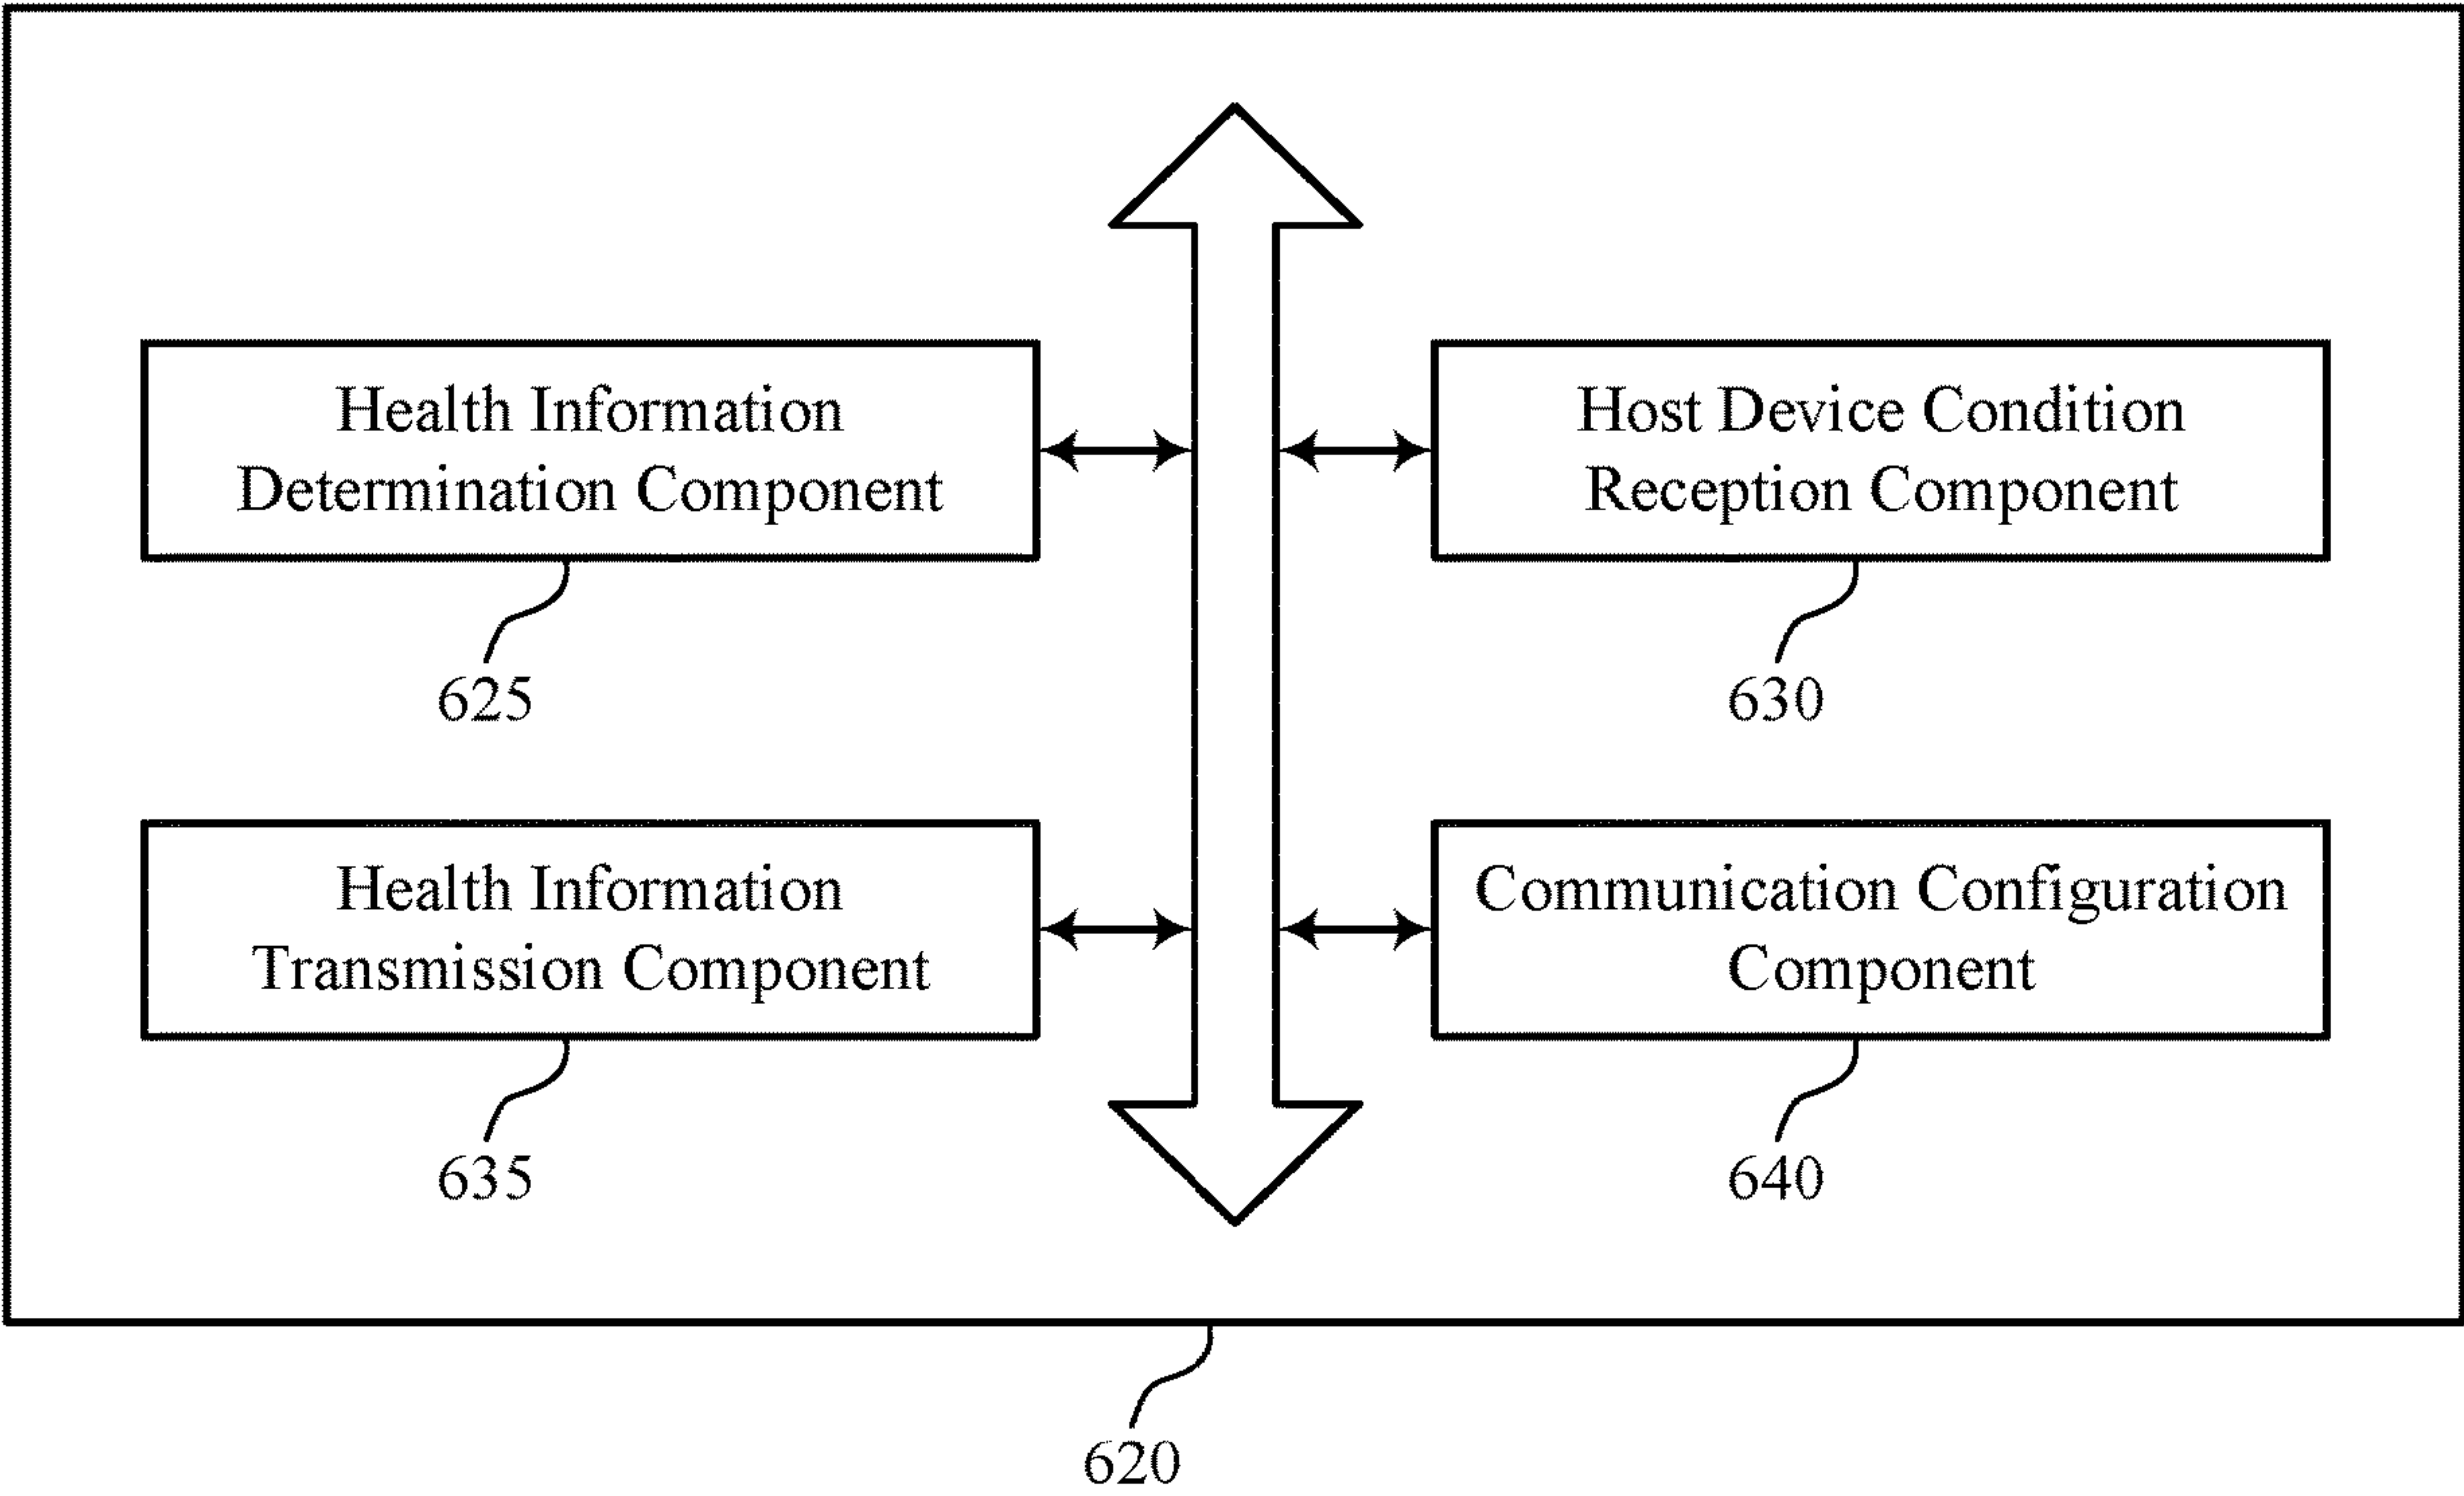 Health Information
Determination Component
625
Host Device Condition
Reception Component
630
Health Information
Transmission Component
635
Communication Configuration
Component
640
620